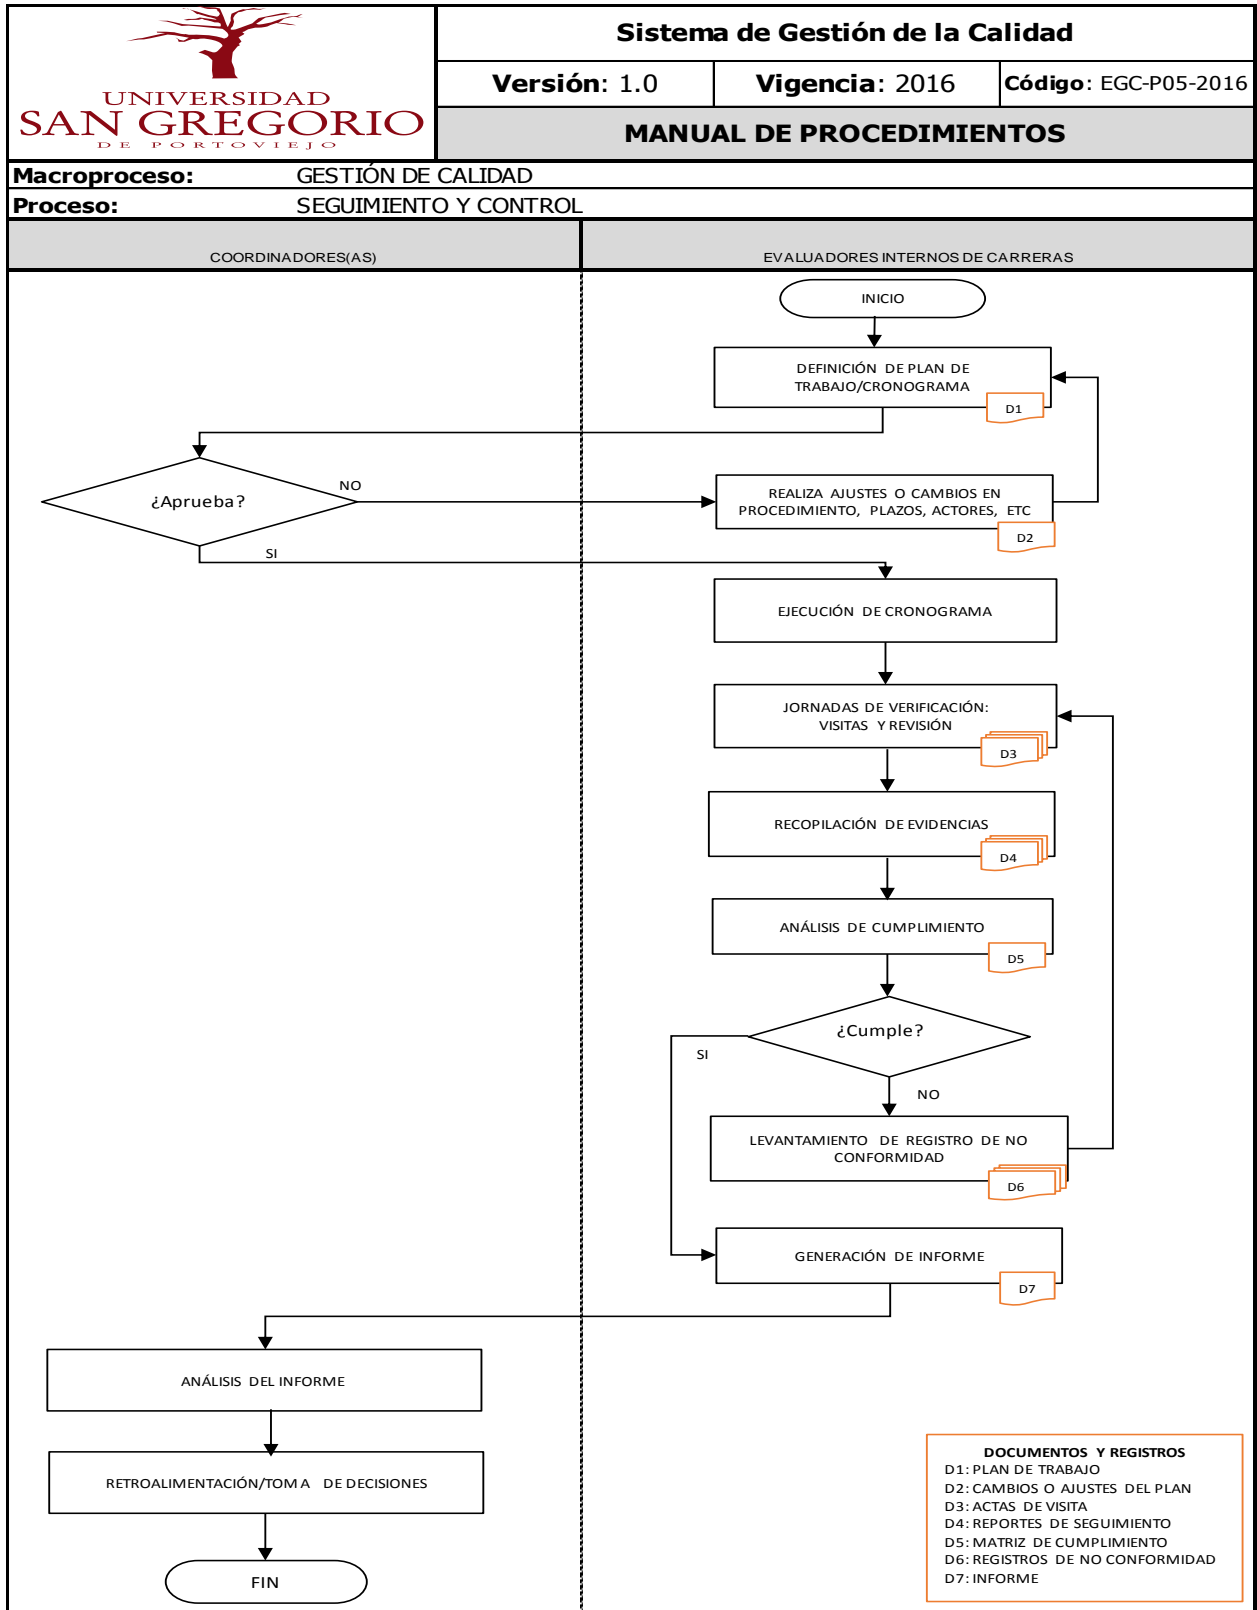 UNIVERSIDAD
SAN GREGORIO
DE PORTOVIEJO
Sistema de Gestión de la Calidad
Versión: 1.0
Vigencia: 2016
Código: EGC-P05-2016
MANUAL DE PROCEDIMIENTOS
Macroproceso: GESTIÓN DE CALIDAD
Proceso: SEGUIMIENTO Y CONTROL
COORDINADORES(AS)
EVALUADORES INTERNOS DE CARRERAS
INICIO
DEFINICIÓN DE PLAN DE
TRABAJO/CRONOGRAMA
D1
¿Aprueba?
NO
REALIZA AJUSTES O CAMBIOS EN
PROCEDIMIENTO, PLAZOS, ACTORES, ETC
D2
SI
EJECUCIÓN DE CRONOGRAMA
JORNADAS DE VERIFICACIÓN:
VISITAS Y REVISIÓN
D3
RECOPILACIÓN DE EVIDENCIAS
D4
ANÁLISIS DE CUMPLIMIENTO
D5
¿Cumple?
SI
NO
LEVANTAMIENTO DE REGISTRO DE NO
CONFORMIDAD
D6
GENERACIÓN DE INFORME
D7
ANÁLISIS DEL INFORME
RETROALIMENTACIÓN/TOMA DE DECISIONES
FIN
DOCUMENTOS Y REGISTROS
D1: PLAN DE TRABAJO
D2: CAMBIOS O AJUSTES DEL PLAN
D3: ACTAS DE VISITA
D4: REPORTES DE SEGUIMIENTO
D5: MATRIZ DE CUMPLIMIENTO
D6: REGISTROS DE NO CONFORMIDAD
D7: INFORME